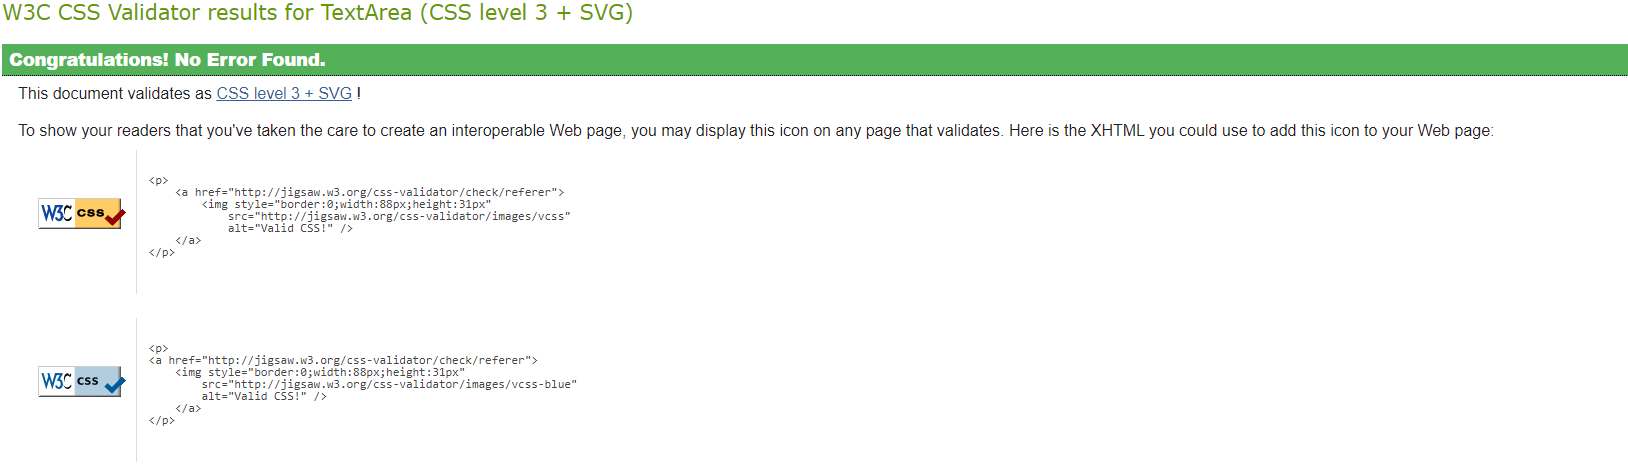 W3C CSS Validator results for TextArea (CSS level 3 + SVG)
Congratulations! No Error Found.
This document validates as CSS level 3 + SVG !
To show your readers that you've taken the care to create an interoperable Web page, you may display this icon on any page that validates. Here is the XHTML you could use to add this icon to your Web page:
W3C css
<p>
<a href="http://jigsaw.w3.org/css-validator/check/referer">
<img style="border:0;width:88px;height:31px"
src="http://jigsaw.w3.org/css-validator/images/vcss"
alt="Valid CSS!" />
</a>
</p>
W3C css
<p>
<a href="http://jigsaw.w3.org/css-validator/check/referer">
<img style="border:0;width:88px;height:31px"
src="http://jigsaw.w3.org/css-validator/images/vcss-blue"
alt="Valid CSS!" />
</a>
</p>